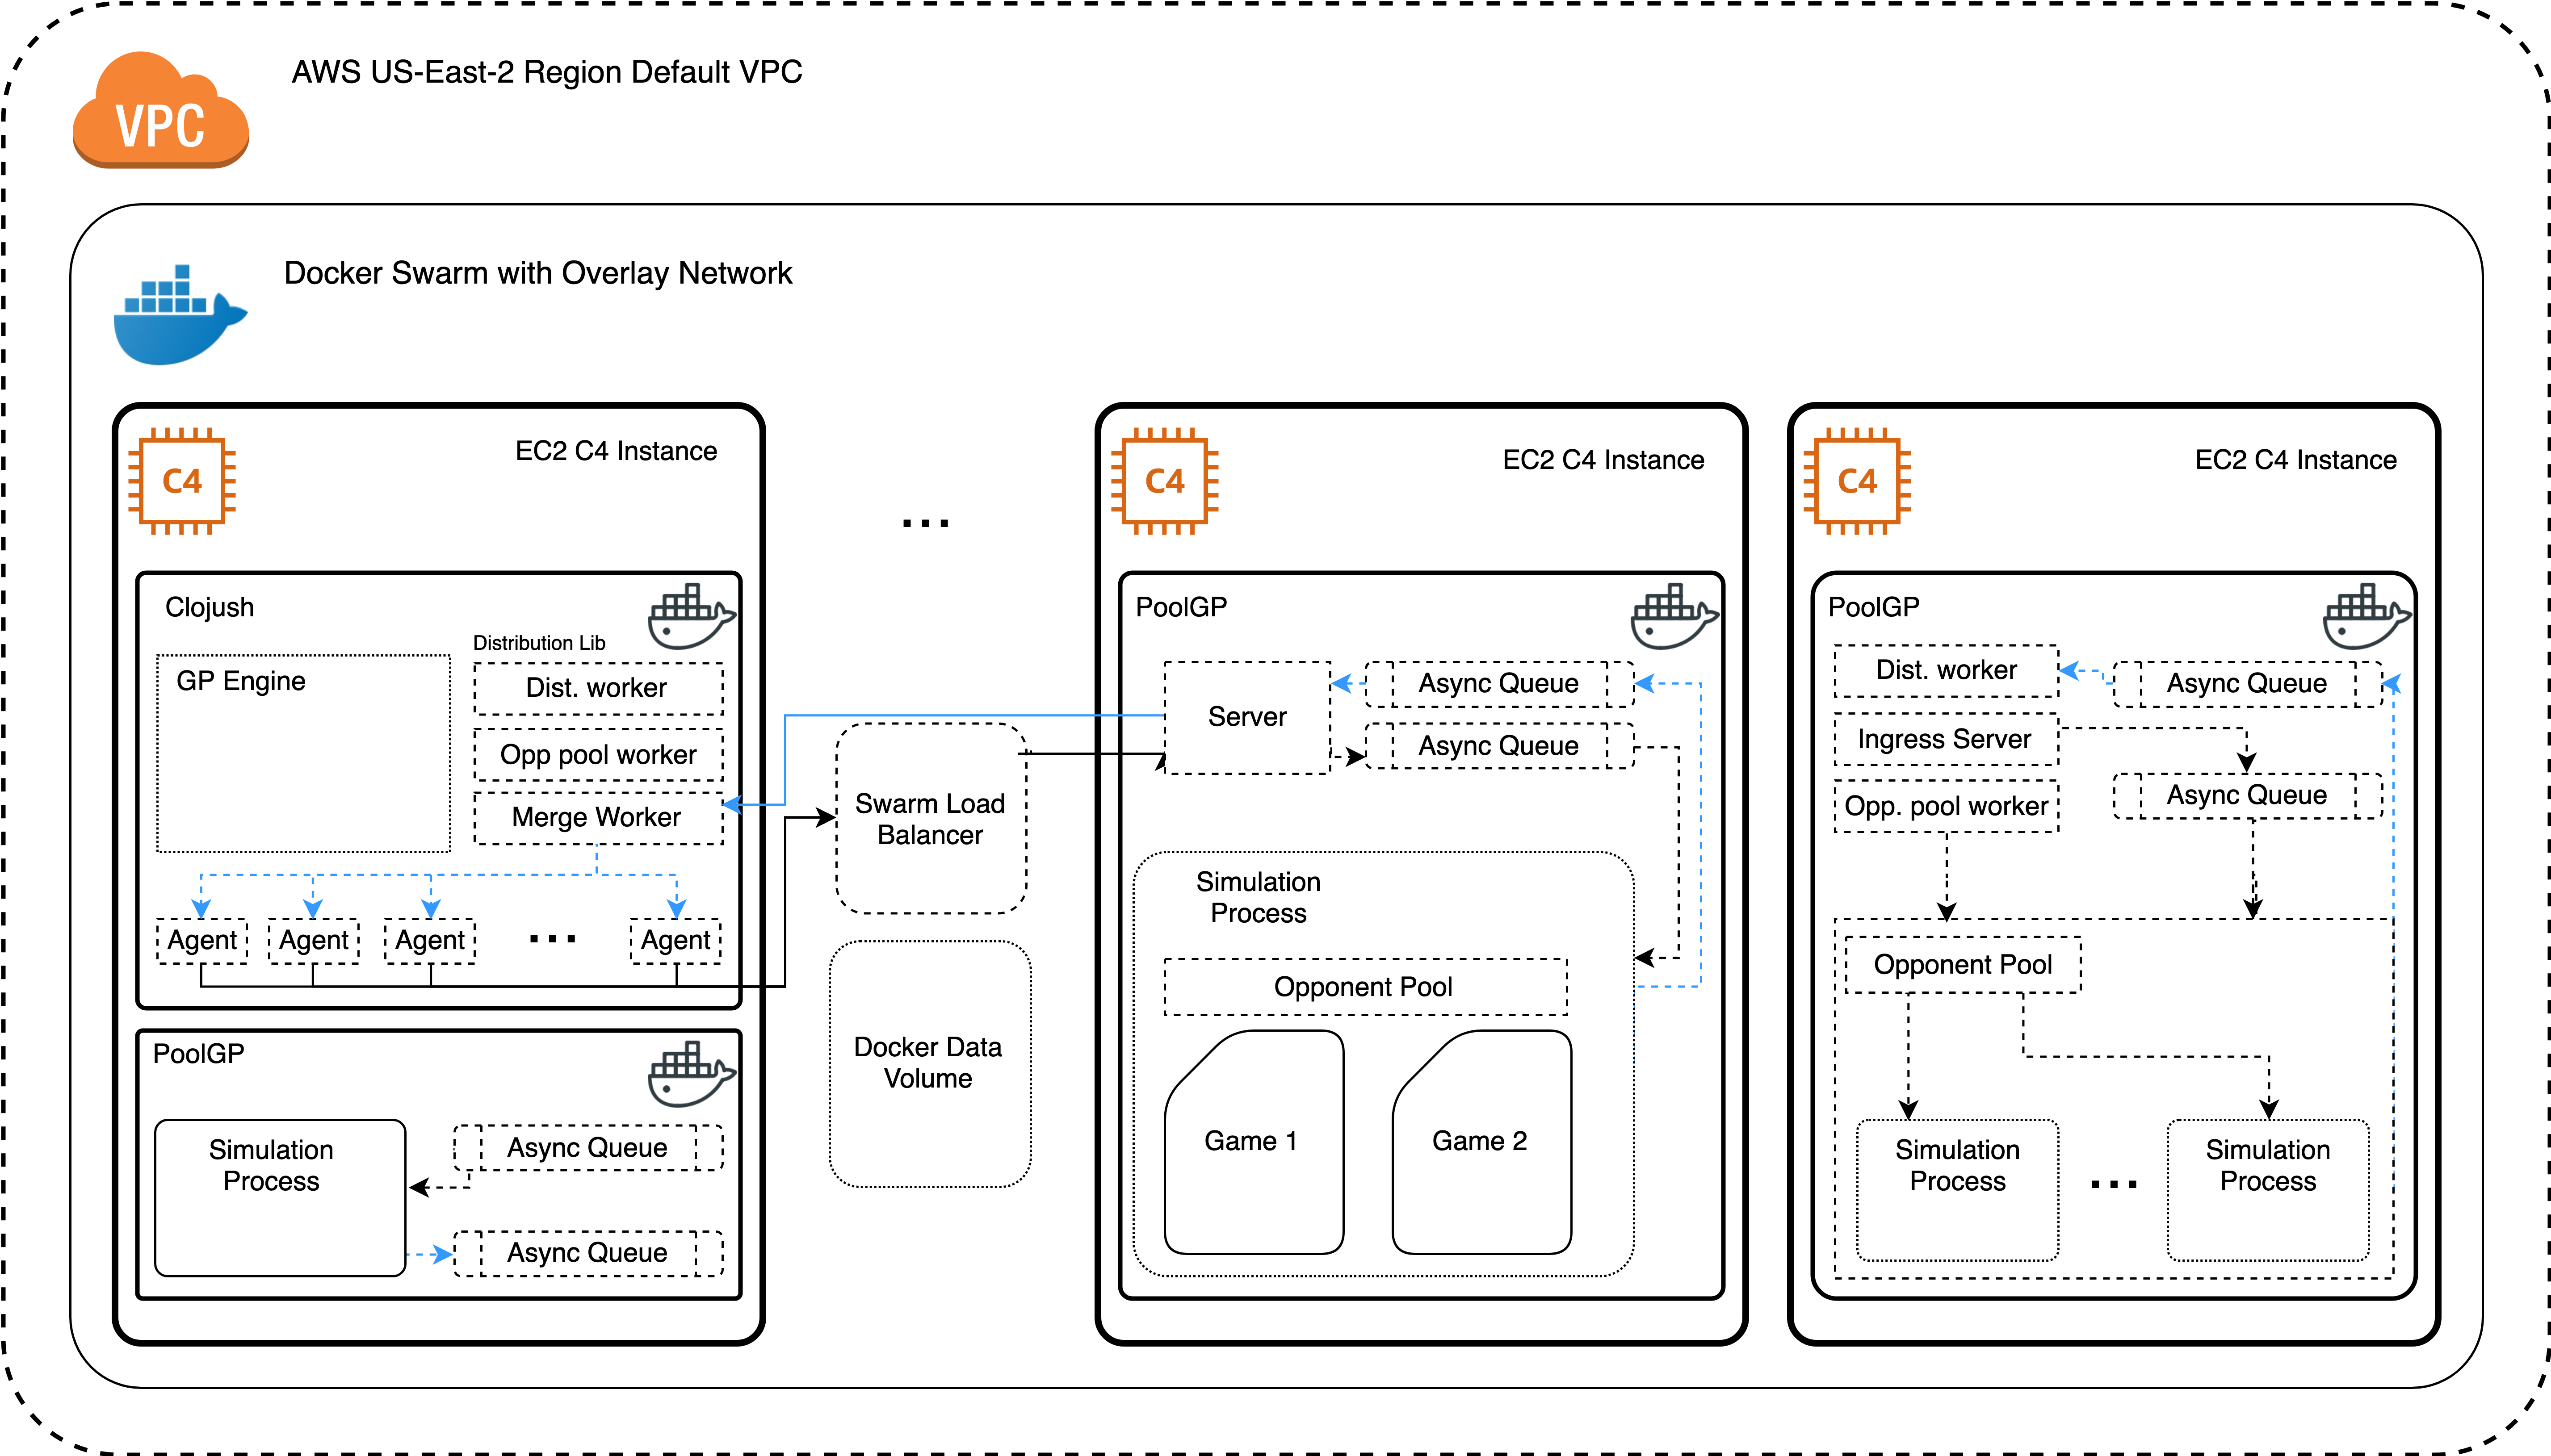 VPC
AWS US-East-2 Region Default VPC
Docker Swarm with Overlay Network
C4
EC2 C4 Instance
Clojush
GP Engine
Distribution Lib
Dist. worker
Opp pool worker
Merge Worker
Agent
Agent
Agent
...
Agent
PoolGP
Simulation
Process
Async Queue
Async Queue
...
Swarm Load
Balancer
Docker Data
Volume
C4
EC2 C4 Instance
PoolGP
Server
Async Queue
Async Queue
Simulation
Process
Opponent Pool
Game 1
Game 2
C4
EC2 C4 Instance
PoolGP
Dist. worker
Async Queue
Ingress Server
Async Queue
Opp. pool worker
Opponent Pool
Simulation
Process
...
Simulation
Process